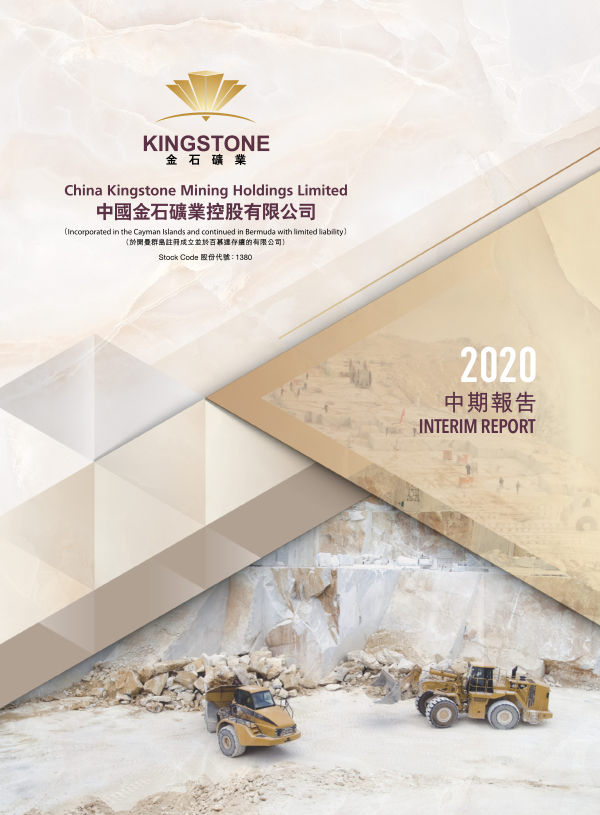 KINGSTONE
金石礦業
China Kingstone Mining Holdings Limited
中國金石礦業控股有限公司
(Incorporated in the Cayman Islands and continued in Bermuda with limited liability)
(於開曼群島註冊成立並於百慕達存續的有限公司)
Stock Code 股份代號：1380
2020
中期報告
INTERIM REPORT